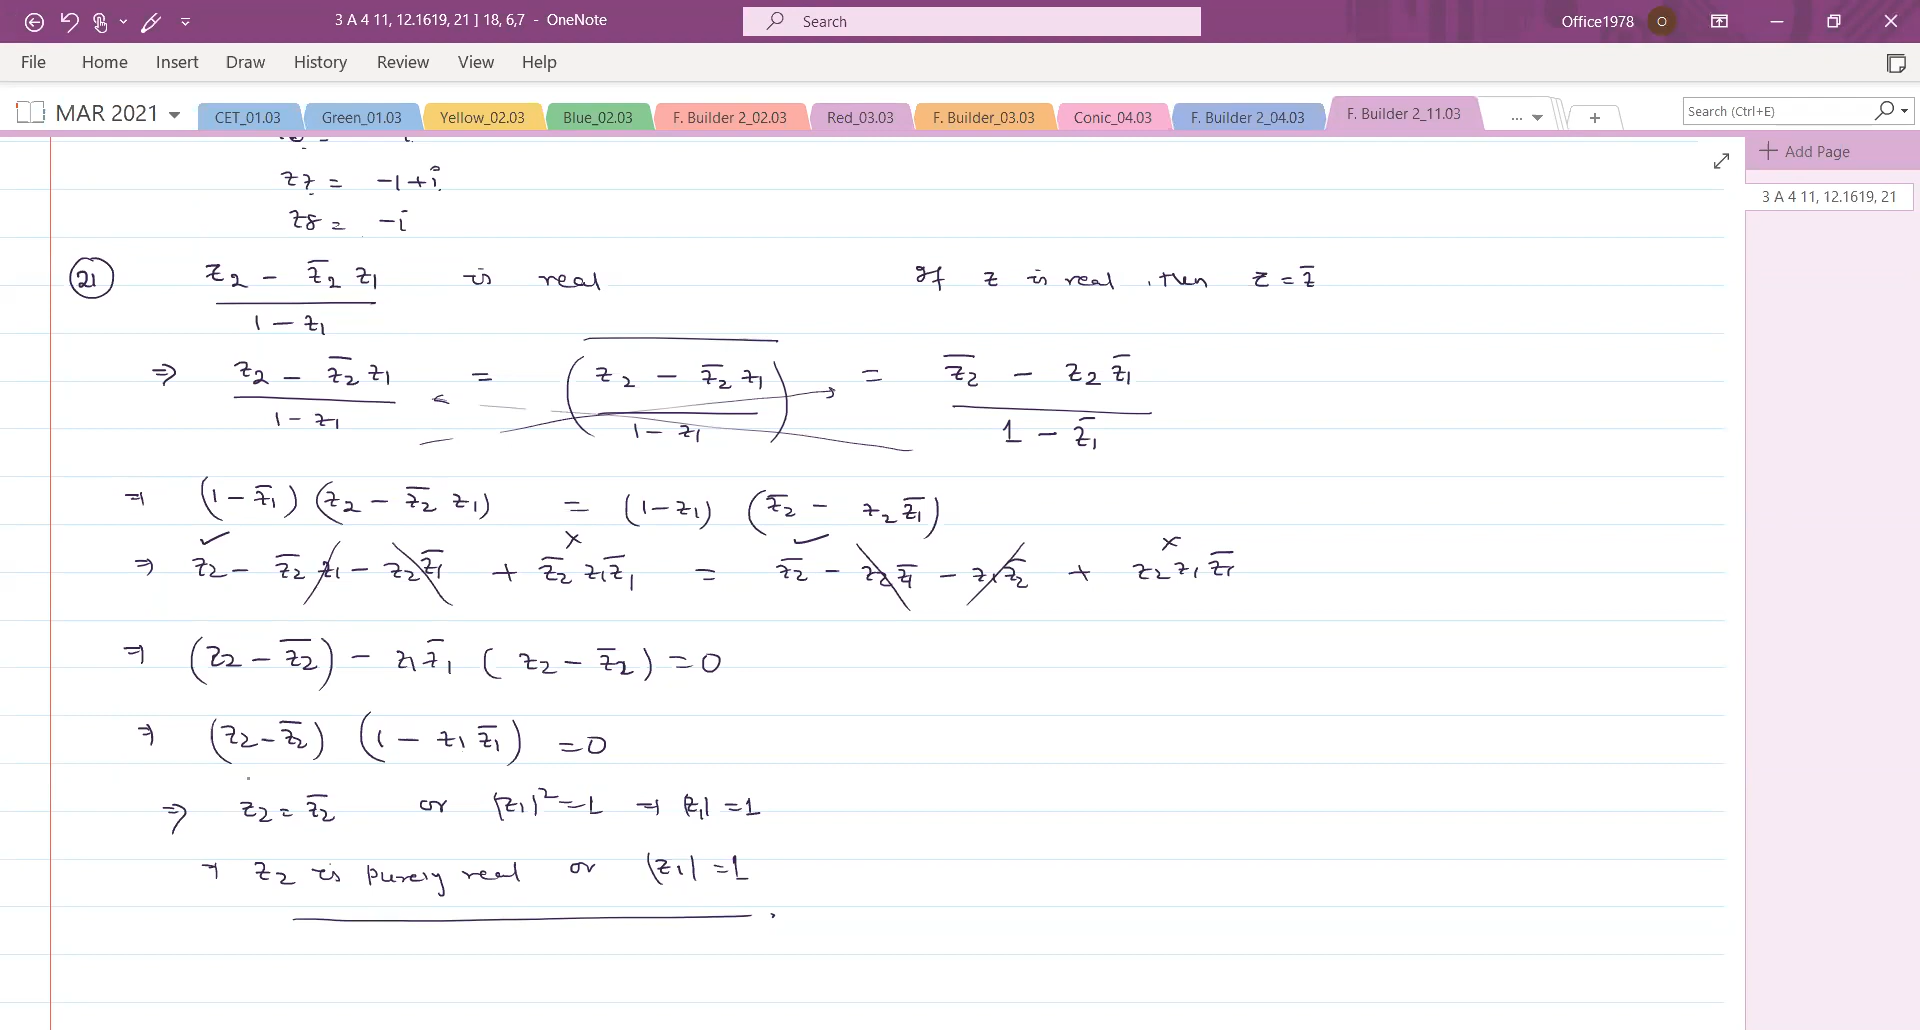 3 A 4 11, 12.1619, 21 ] 18, 6,7 - OneNote
Search
Office1978 O
File Home Insert Draw History Review View Help
MAR 2021 CET_01.03 Green_01.03 Yellow_02.03 Blue_02.03 F. Builder 2_02.03 Red_03.03 F. Builder_03.03 Conic_04.03 F. Builder 2_04.03 F. Builder 2_11.03 ... + Search (Ctrl+E)
+ Add Page
3 A 4 11, 12.1619, 21
z7 = -1+i
z8 = -i
(21) (z2 - z̄2 z1)/(1 - z1) is real If z is real, then z = z̄
⇒ (z2 - z̄2 z1)/(1 - z1) = \overline{((z2 - z̄2 z1)/(1 - z1))} = (z̄2 - z2 z̄1)/(1 - z̄1)
⇒ (1 - z̄1) (z2 - z̄2 z1) = (1 - z1) (z̄2 - z2 z̄1)
⇒ z2 - z̄2 z1 - z2 z̄1 + z̄2 z1 z̄1 = z̄2 - z2 z̄1 - z1 z̄2 + z2 z1 z̄1
⇒ (z2 - z̄2) - z1 z̄1 (z2 - z̄2) = 0
⇒ (z2 - z̄2) (1 - z1 z̄1) = 0
⇒ z2 = z̄2 or |z1|² = 1 ⇒ |z1| = 1
⇒ z2 is purely real or |z1| = 1